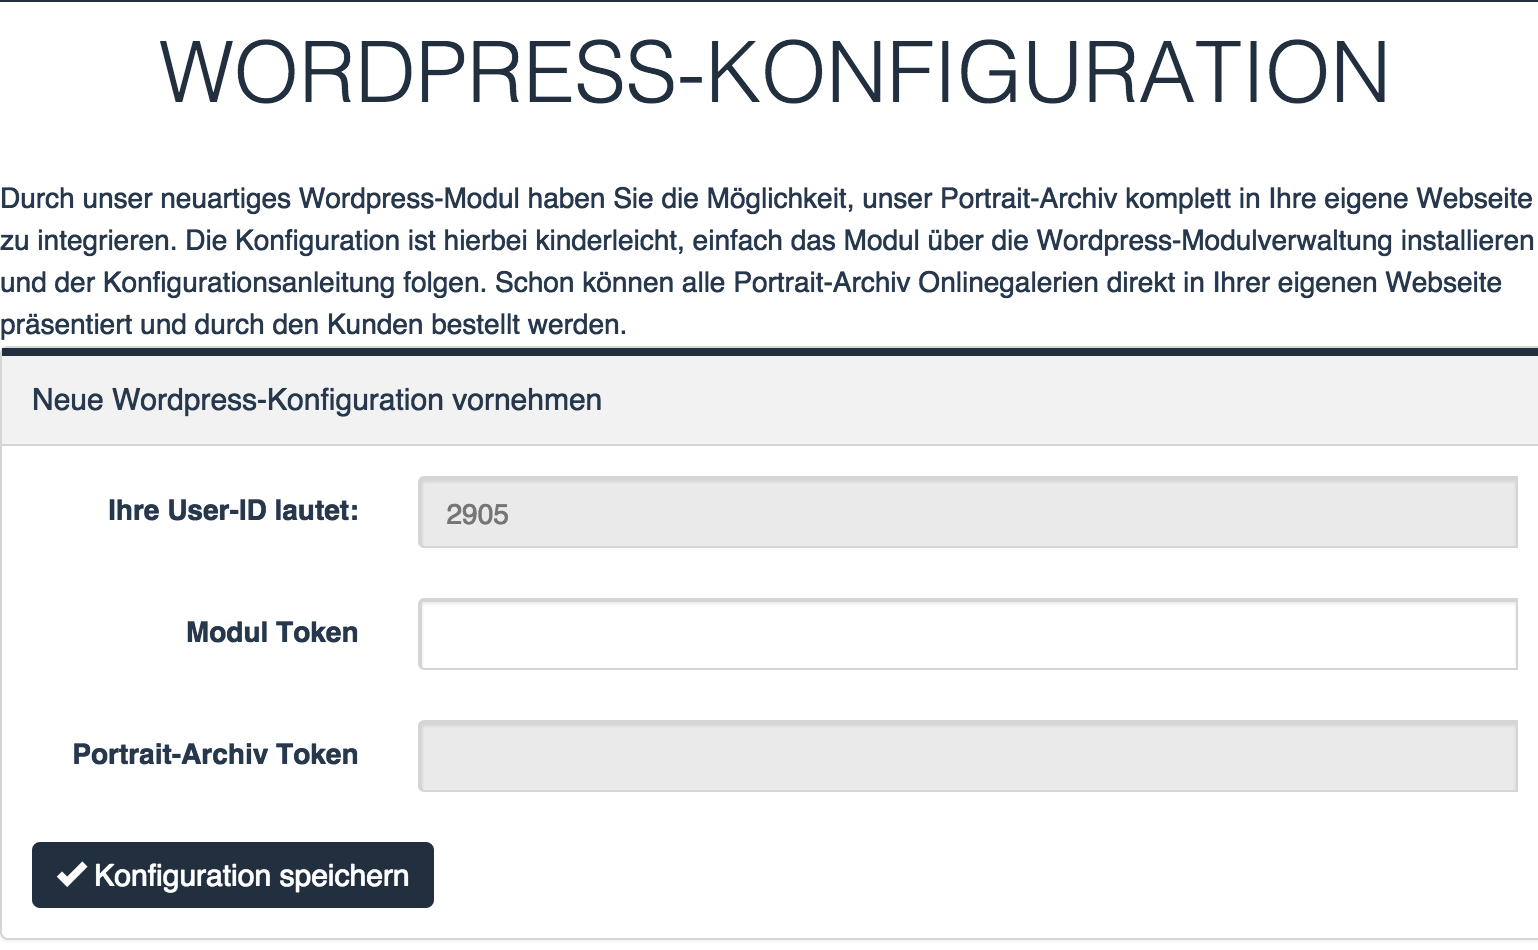 WORDPRESS-KONFIGURATION
Durch unser neuartiges Wordpress-Modul haben Sie die Möglichkeit, unser Portrait-Archiv komplett in Ihre eigene Webseite
zu integrieren. Die Konfiguration ist hierbei kinderleicht, einfach das Modul über die Wordpress-Modulverwaltung installieren
und der Konfigurationsanleitung folgen. Schon können alle Portrait-Archiv Onlinegalerien direkt in Ihrer eigenen Webseite
präsentiert und durch den Kunden bestellt werden.
Neue Wordpress-Konfiguration vornehmen
Ihre User-ID lautet: 2905
Modul Token
Portrait-Archiv Token
Konfiguration speichern